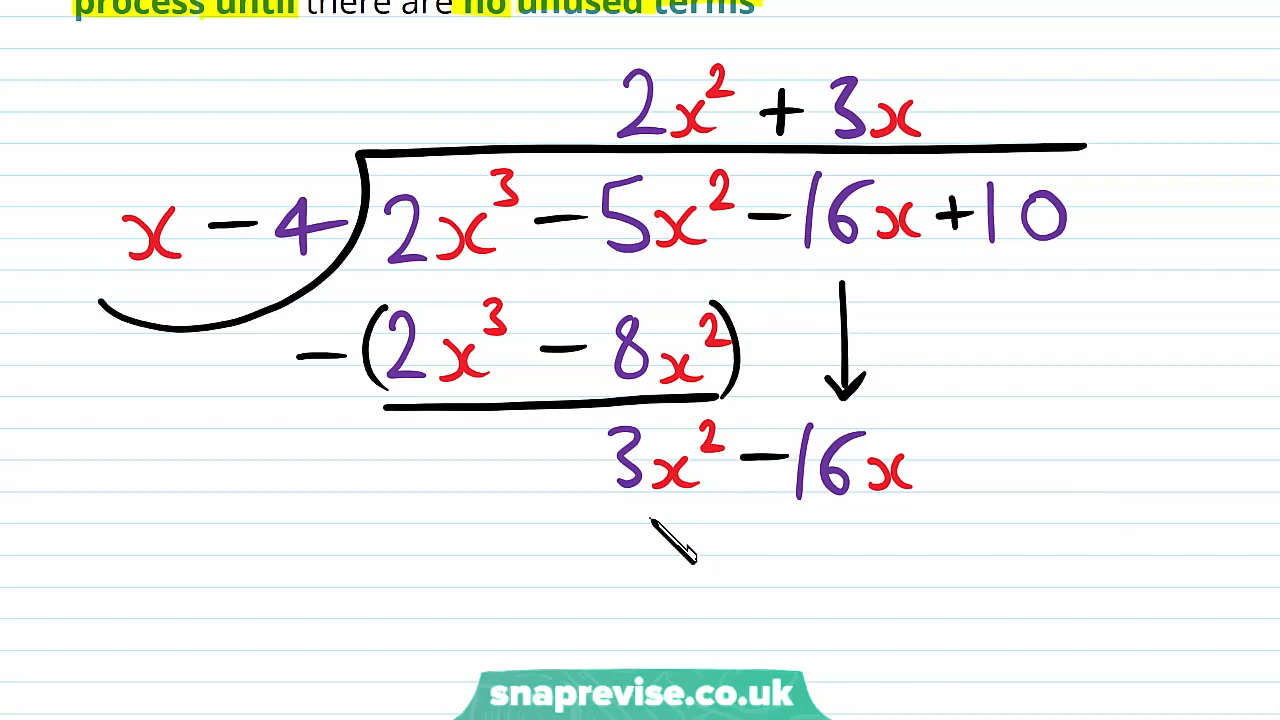 process until there are no unused terms
2x² + 3x
x - 4 2x³ - 5x² - 16x + 10
- (2x³ - 8x²)
3x² - 16x
snaprevise.co.uk